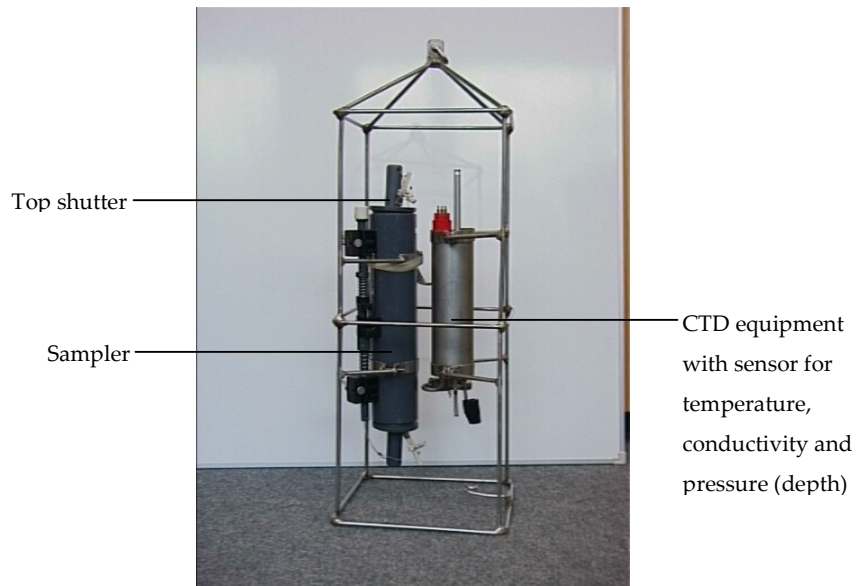 Top shutter
Sampler
CTD equipment
with sensor for
temperature,
conductivity and
pressure (depth)